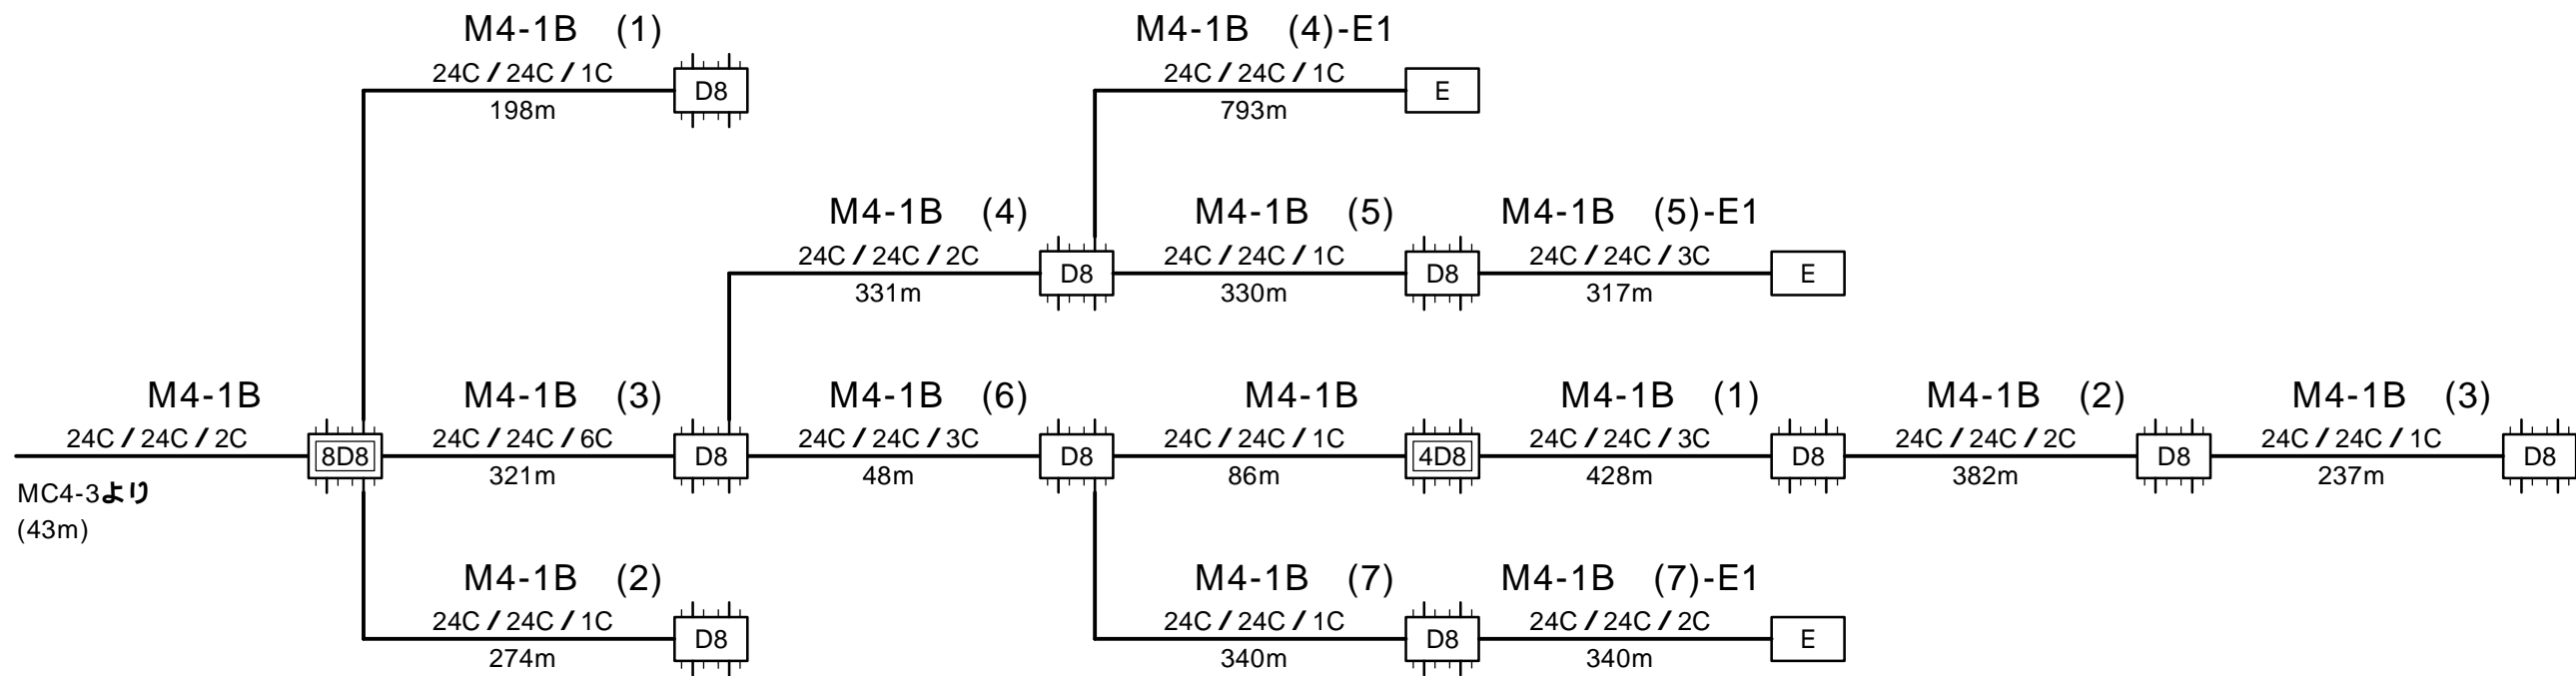 M4-1B (1)
24C / 24C / 1C
D8
198m
M4-1B (4)-E1
24C / 24C / 1C
E
793m
M4-1B (4)
24C / 24C / 2C
D8
331m
M4-1B (5)
24C / 24C / 1C
D8
330m
M4-1B (5)-E1
24C / 24C / 3C
E
317m
M4-1B
24C / 24C / 2C
MC4-3より
(43m)
8D8
M4-1B (3)
24C / 24C / 6C
D8
321m
M4-1B (6)
24C / 24C / 3C
D8
48m
M4-1B
24C / 24C / 1C
4D8
86m
M4-1B (1)
24C / 24C / 3C
D8
428m
M4-1B (2)
24C / 24C / 2C
D8
382m
M4-1B (3)
24C / 24C / 1C
D8
237m
M4-1B (2)
24C / 24C / 1C
D8
274m
M4-1B (7)
24C / 24C / 1C
D8
340m
M4-1B (7)-E1
24C / 24C / 2C
E
340m